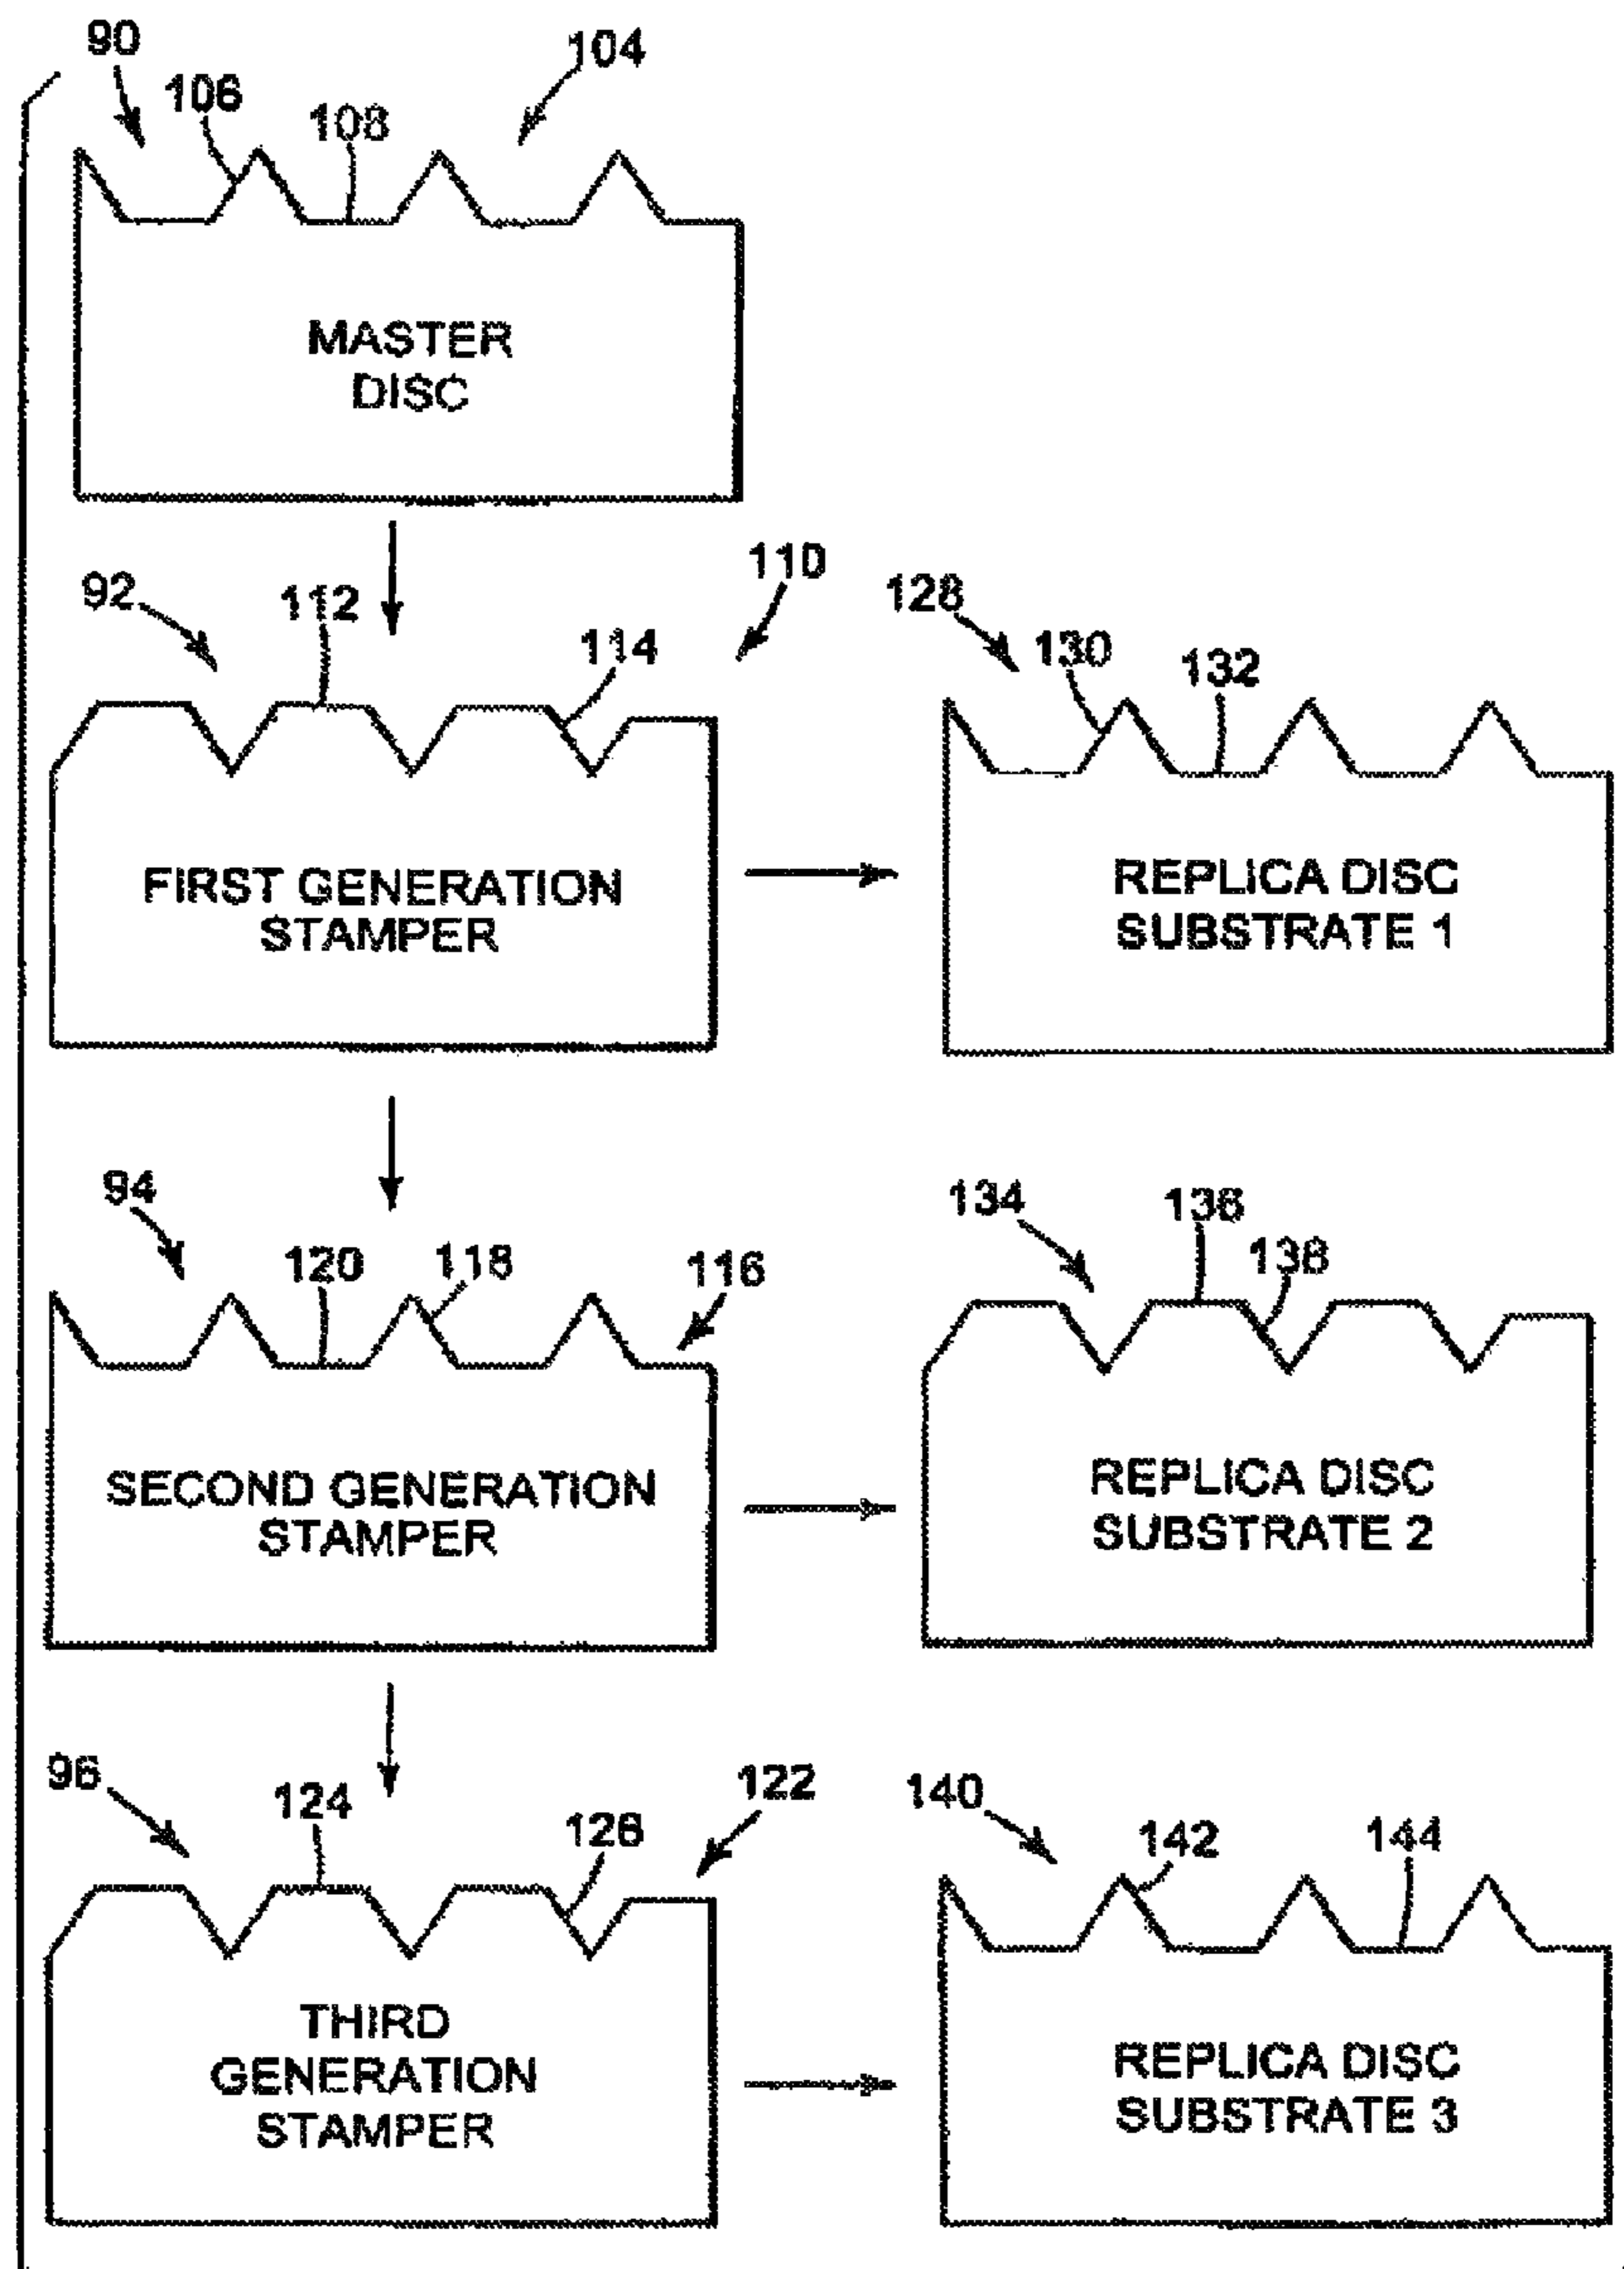 90
104
106
108
MASTER
DISC
92
112
110
114
128
130
132
FIRST GENERATION
STAMPER
REPLICA DISC
SUBSTRATE 1
94
120
118
116
134
136
138
SECOND GENERATION
STAMPER
REPLICA DISC
SUBSTRATE 2
96
124
126
122
140
142
144
THIRD
GENERATION
STAMPER
REPLICA DISC
SUBSTRATE 3